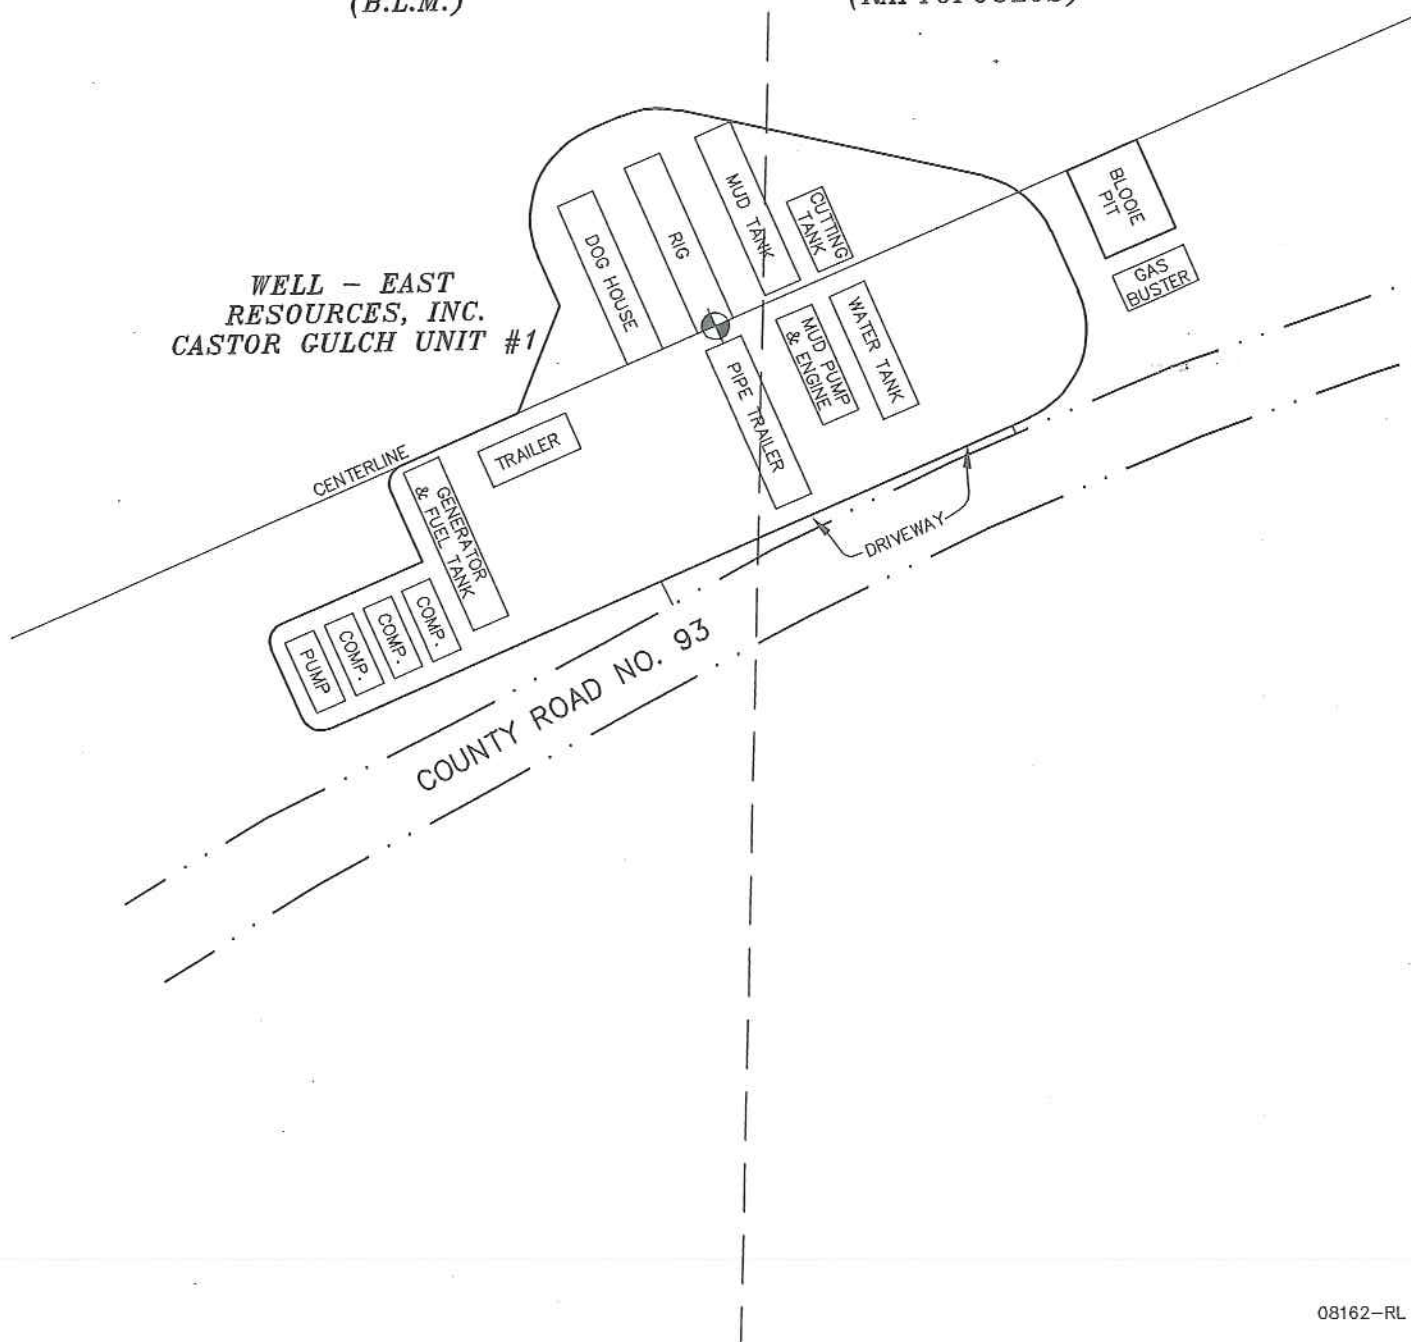 (B.L.M.)
WELL – EAST
RESOURCES, INC.
CASTOR GULCH UNIT #1
DOG HOUSE
RIG
MUD TANK
CUTTING
TANK
BLOOIE
PIT
GAS
BUSTER
WATER TANK
MUD PUMP
& ENGINE
PIPE TRAILER
TRAILER
CENTERLINE
GENERATOR
& FUEL TANK
COMP.
COMP.
COMP.
PUMP
DRIVEWAY
COUNTY ROAD NO. 93
08162–RL